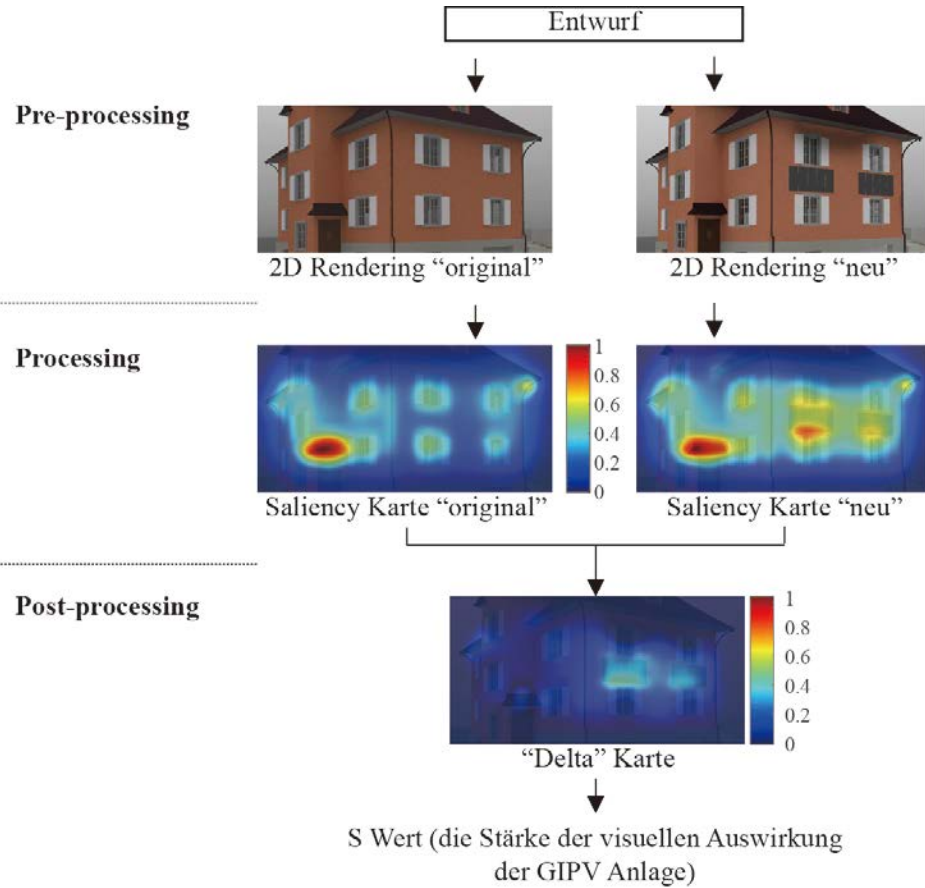 Entwurf
Pre-processing
2D Rendering “original”
2D Rendering “neu”
Processing
1
0.8
0.6
0.4
0.2
0
Saliency Karte “original”
Saliency Karte “neu”
Post-processing
1
0.8
0.6
0.4
0.2
0
“Delta” Karte
S Wert (die Stärke der visuellen Auswirkung
der GIPV Anlage)